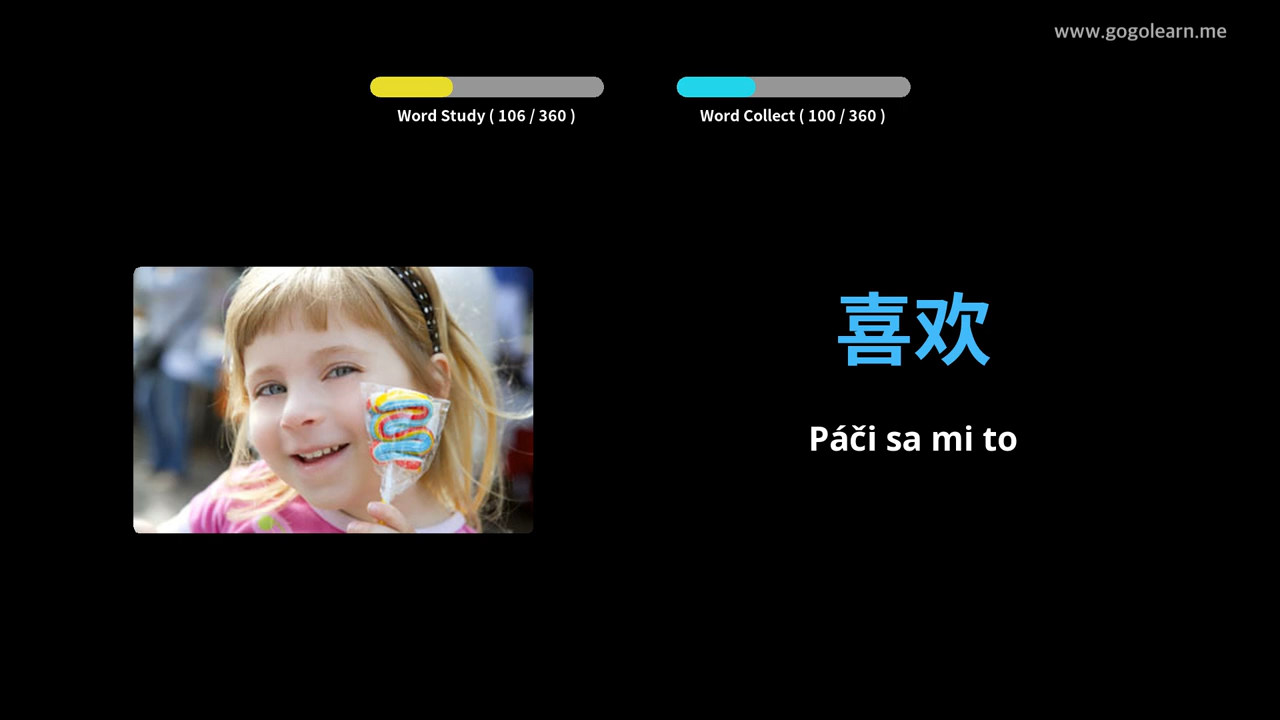 www.gogolearn.me
Word Study ( 106 / 360 )
Word Collect ( 100 / 360 )
喜欢
Páči sa mi to